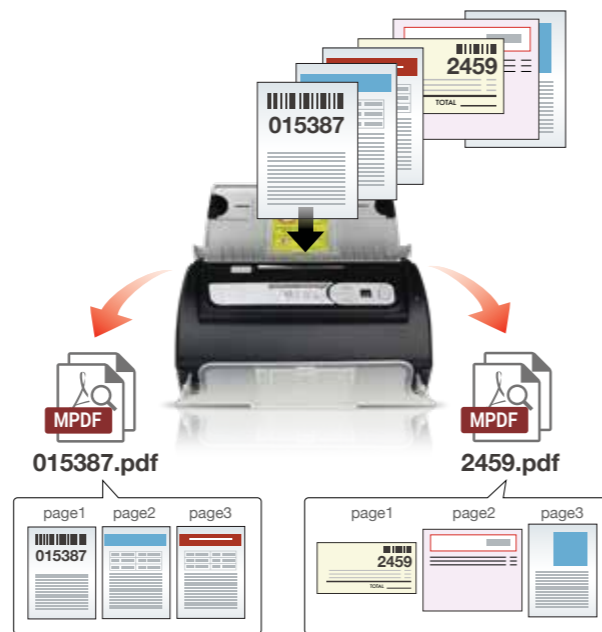 2459
TOTAL
015387
MPDF
MPDF
015387.pdf
2459.pdf
page1
page2
page3
015387
page1
page2
page3
2459
TOTAL